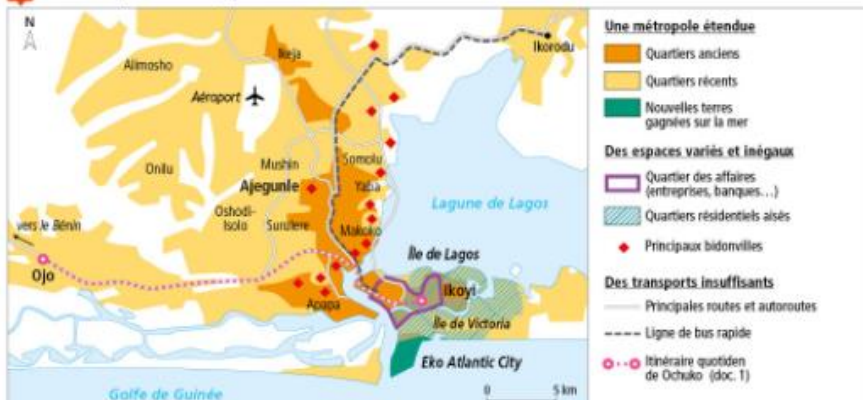 N
Ikeja
Ikorodu
Alimosho
Aéroport
Onilu
Mushin
Somolu
Ajegunle
Yaba
Oshodi-
Isolo
Surulere
Makoko
Lagune de Lagos
vers le Bénin
Ojo
Île de Lagos
Ikoyi
Apapa
Île de Victoria
Eko Atlantic City
Golfe de Guinée
0 5 km
Une métropole étendue
Quartiers anciens
Quartiers récents
Nouvelles terres
gagnées sur la mer
Des espaces variés et inégaux
Quartier des affaires
(entreprises, banques...)
Quartiers résidentiels aisés
Principaux bidonvilles
Des transports insuffisants
Principales routes et autoroutes
Ligne de bus rapide
Itinéraire quotidien
de Ochuko (doc. 1)